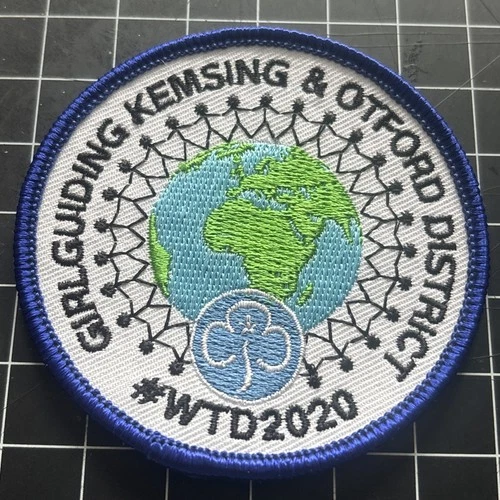 GIRLGUIDING KEMSING & OTFORD DISTRICT
#WTD2020